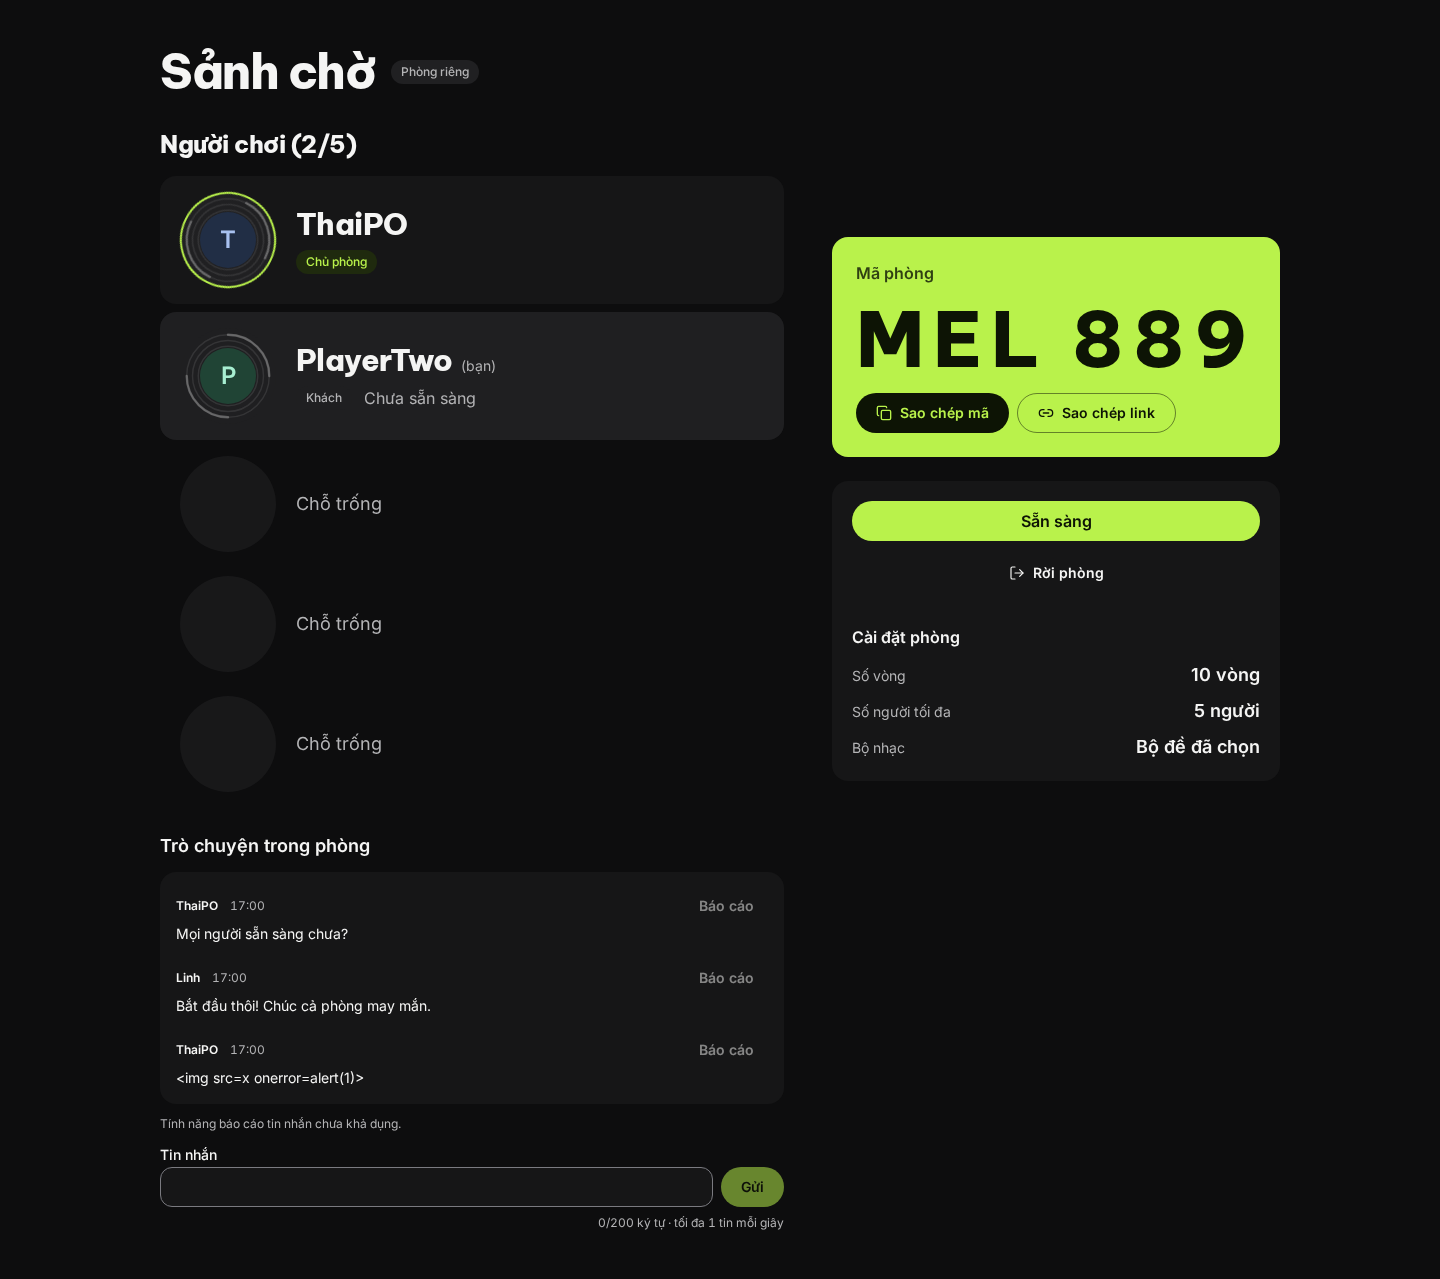 Sảnh chờ
Phòng riêng
Người chơi (2/5)
T
ThaiPO
Chủ phòng
P
PlayerTwo (bạn)
Khách
Chưa sẵn sàng
Chỗ trống
Chỗ trống
Chỗ trống
Mã phòng
MEL 889
Sao chép mã
Sao chép link
Sẵn sàng
Rời phòng
Cài đặt phòng
Số vòng
10 vòng
Số người tối đa
5 người
Bộ nhạc
Bộ đề đã chọn
Trò chuyện trong phòng
ThaiPO 17:00
Báo cáo
Mọi người sẵn sàng chưa?
Linh 17:00
Báo cáo
Bắt đầu thôi! Chúc cả phòng may mắn.
ThaiPO 17:00
Báo cáo
<img src=x onerror=alert(1)>
Tính năng báo cáo tin nhắn chưa khả dụng.
Tin nhắn
Gửi
0/200 ký tự · tối đa 1 tin mỗi giây